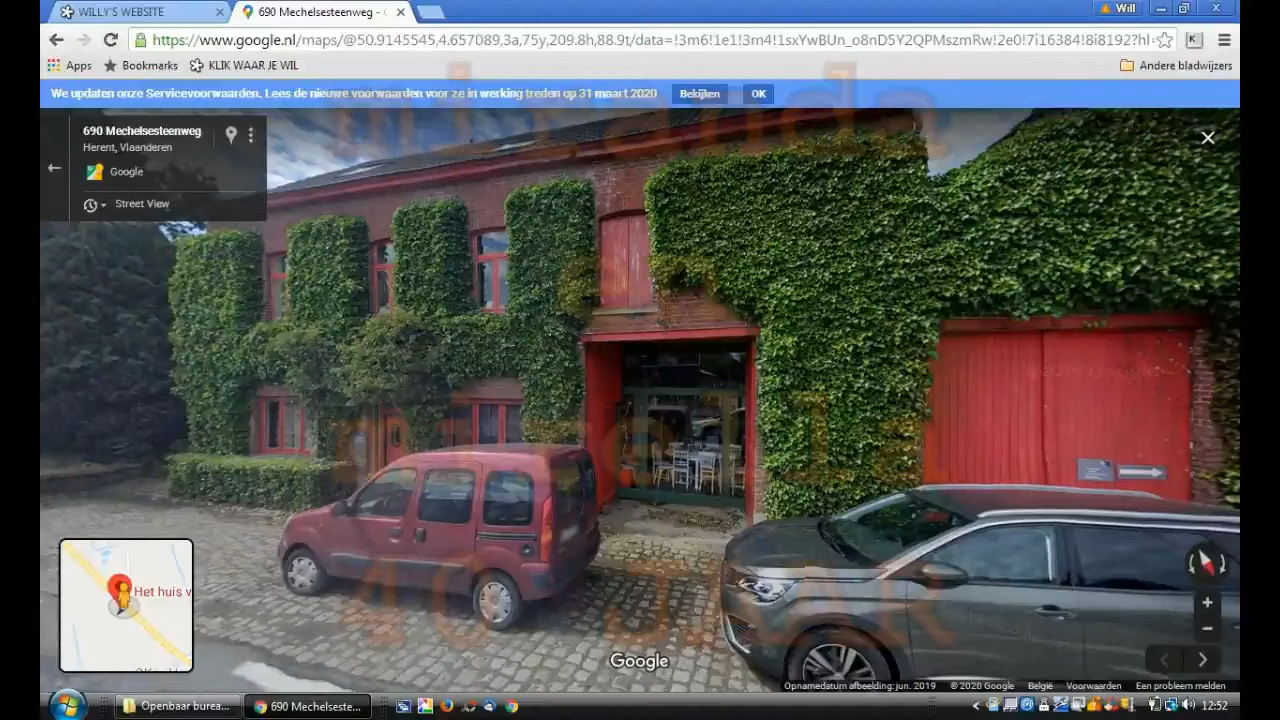 WILLY'S WEBSITE
690 Mechelsesteenweg - G
Will
https://www.google.nl/maps/@50.9145545,4.657089,3a,75y,209.8h,88.9t/data=!3m6!1e1!3m4!1sxYwBUn_o8nD5Y2QPMszmRw!2e0!7i16384!8i8192?hl
Apps
Bookmarks
KLIK WAAR JE WIL
Andere bladwijzers
We updaten onze Servicevoorwaarden. Lees de nieuwe voorwaarden voor ze in werking treden op 31 maart 2020
Bekijken
OK
690 Mechelsesteenweg
Herent, Vlaanderen
Google
Street View
en
40 JAAR
Het huis v
Google
Opnamedatum afbeelding: jun. 2019
© 2020 Google
België
Voorwaarden
Een probleem melden
Openbaar burea...
690 Mechelsesteen...
12:52